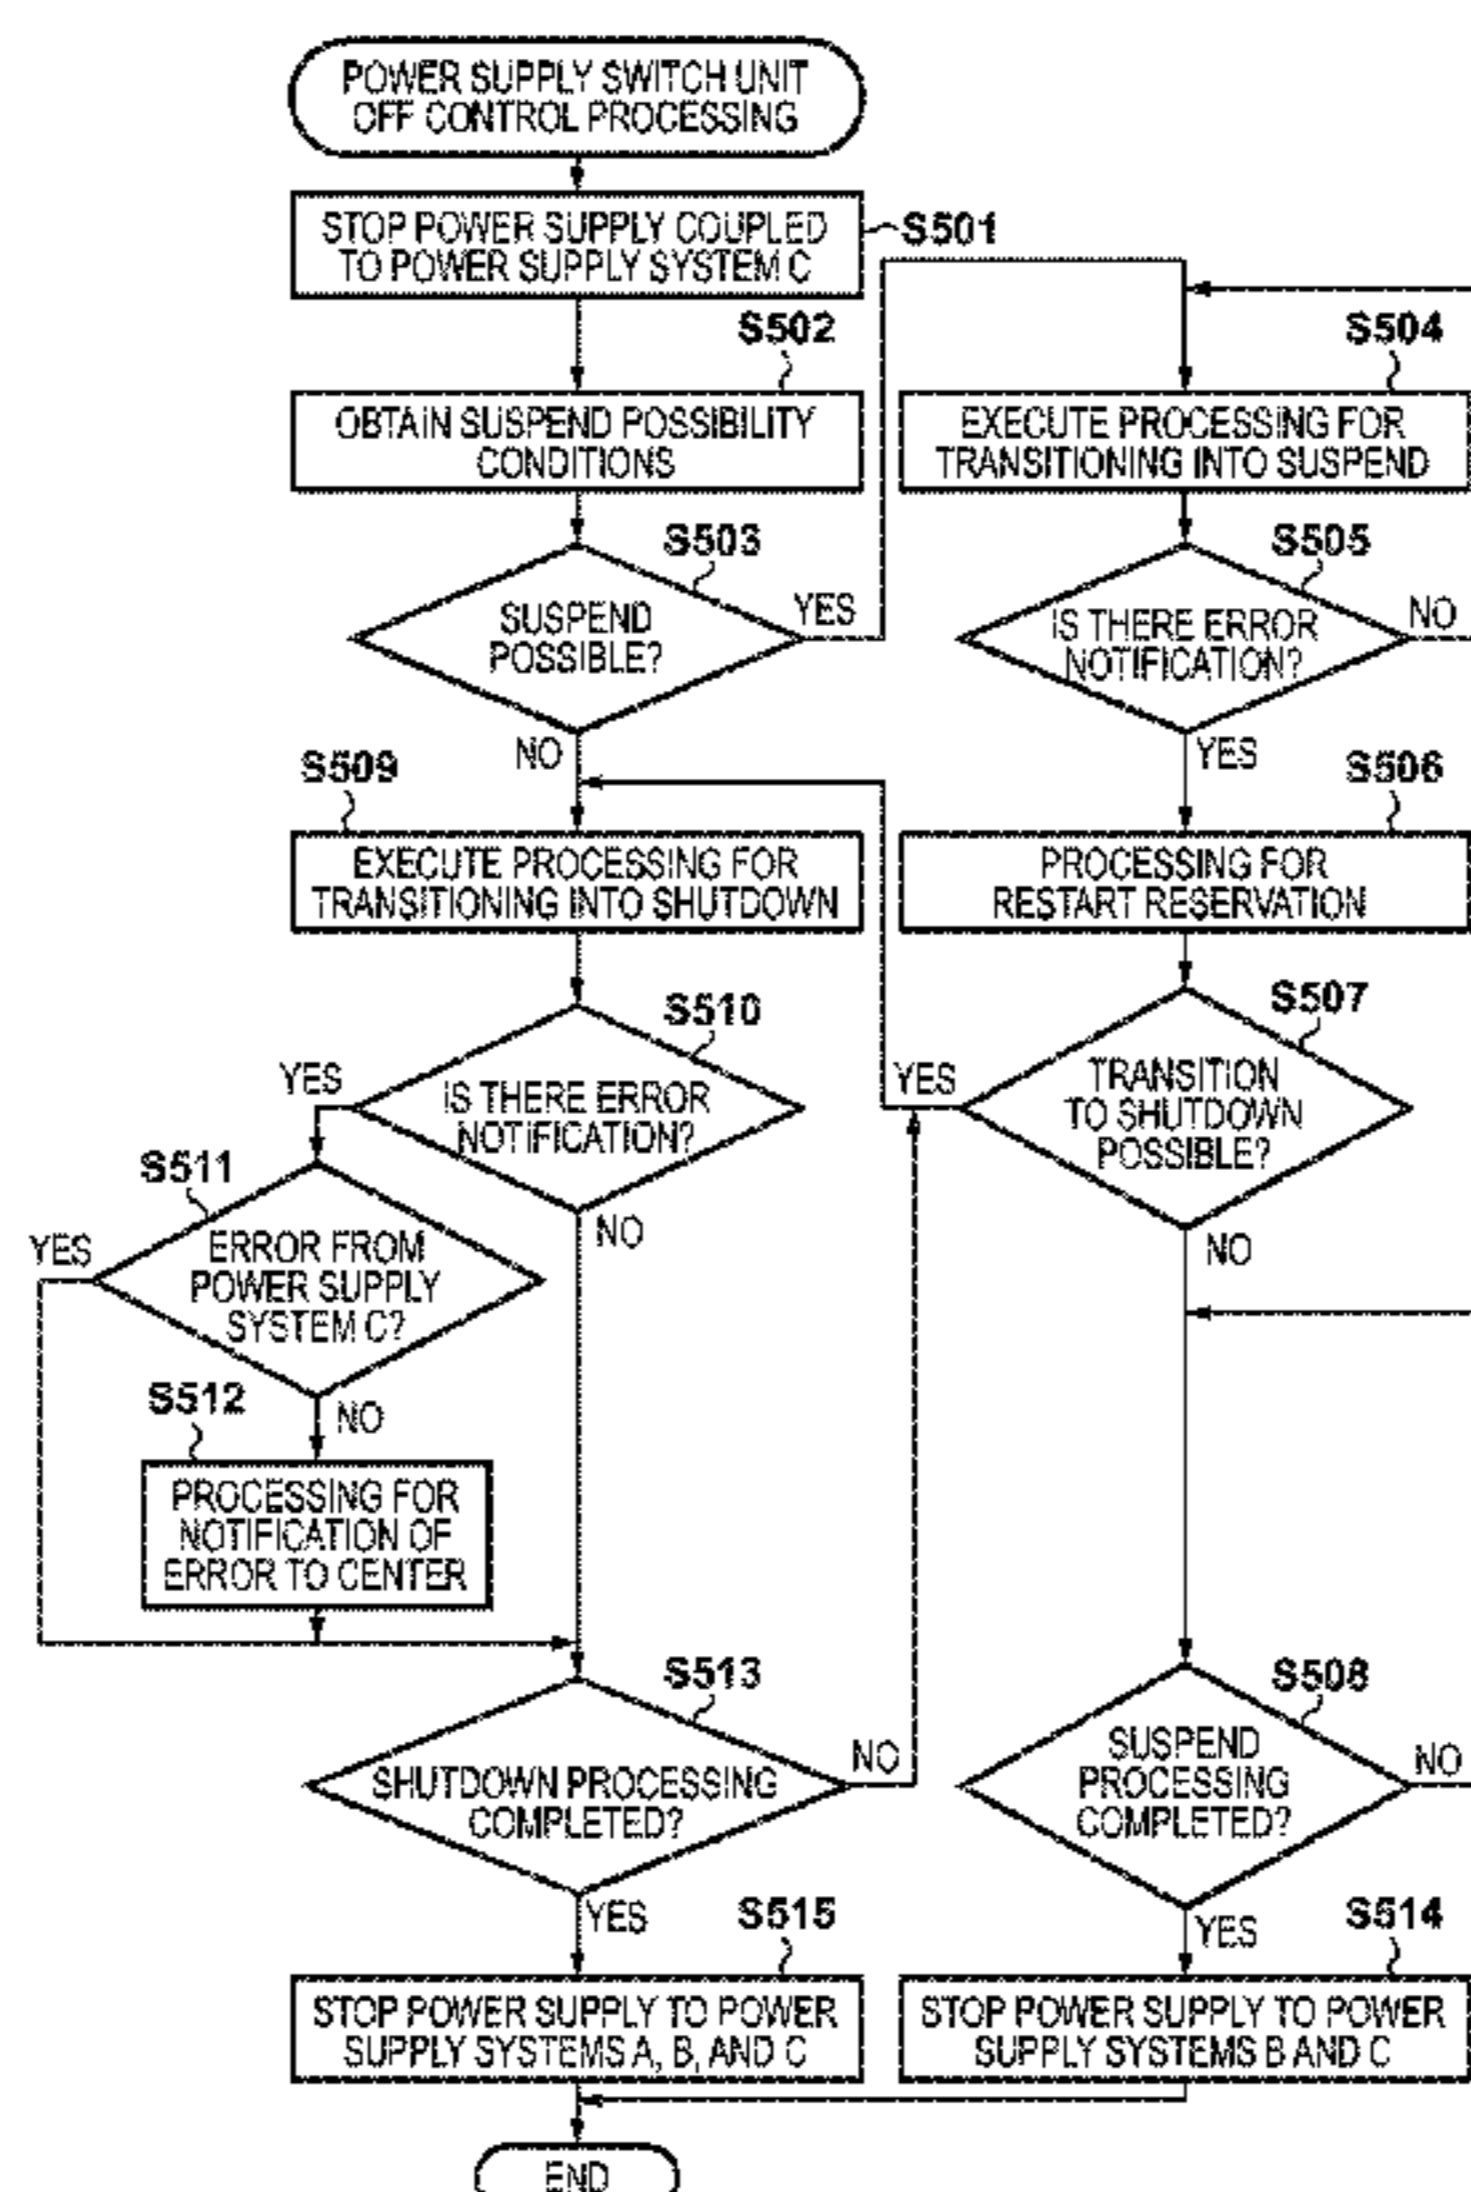 POWER SUPPLY SWITCH UNIT
OFF CONTROL PROCESSING
STOP POWER SUPPLY COUPLED
TO POWER SUPPLY SYSTEM C
S501
S502
OBTAIN SUSPEND POSSIBILITY
CONDITIONS
S503
SUSPEND
POSSIBLE?
YES
NO
S504
EXECUTE PROCESSING FOR
TRANSITIONING INTO SUSPEND
S505
IS THERE ERROR
NOTIFICATION?
NO
YES
S506
PROCESSING FOR
RESTART RESERVATION
S507
TRANSITION
TO SHUTDOWN
POSSIBLE?
YES
NO
S509
EXECUTE PROCESSING FOR
TRANSITIONING INTO SHUTDOWN
S510
IS THERE ERROR
NOTIFICATION?
YES
NO
S511
ERROR FROM
POWER SUPPLY
SYSTEM C?
YES
NO
S512
PROCESSING FOR
NOTIFICATION OF
ERROR TO CENTER
S513
SHUTDOWN PROCESSING
COMPLETED?
NO
YES
S508
SUSPEND
PROCESSING
COMPLETED?
NO
YES
S515
STOP POWER SUPPLY TO POWER
SUPPLY SYSTEMS A, B, AND C
S514
STOP POWER SUPPLY TO POWER
SUPPLY SYSTEMS B AND C
END